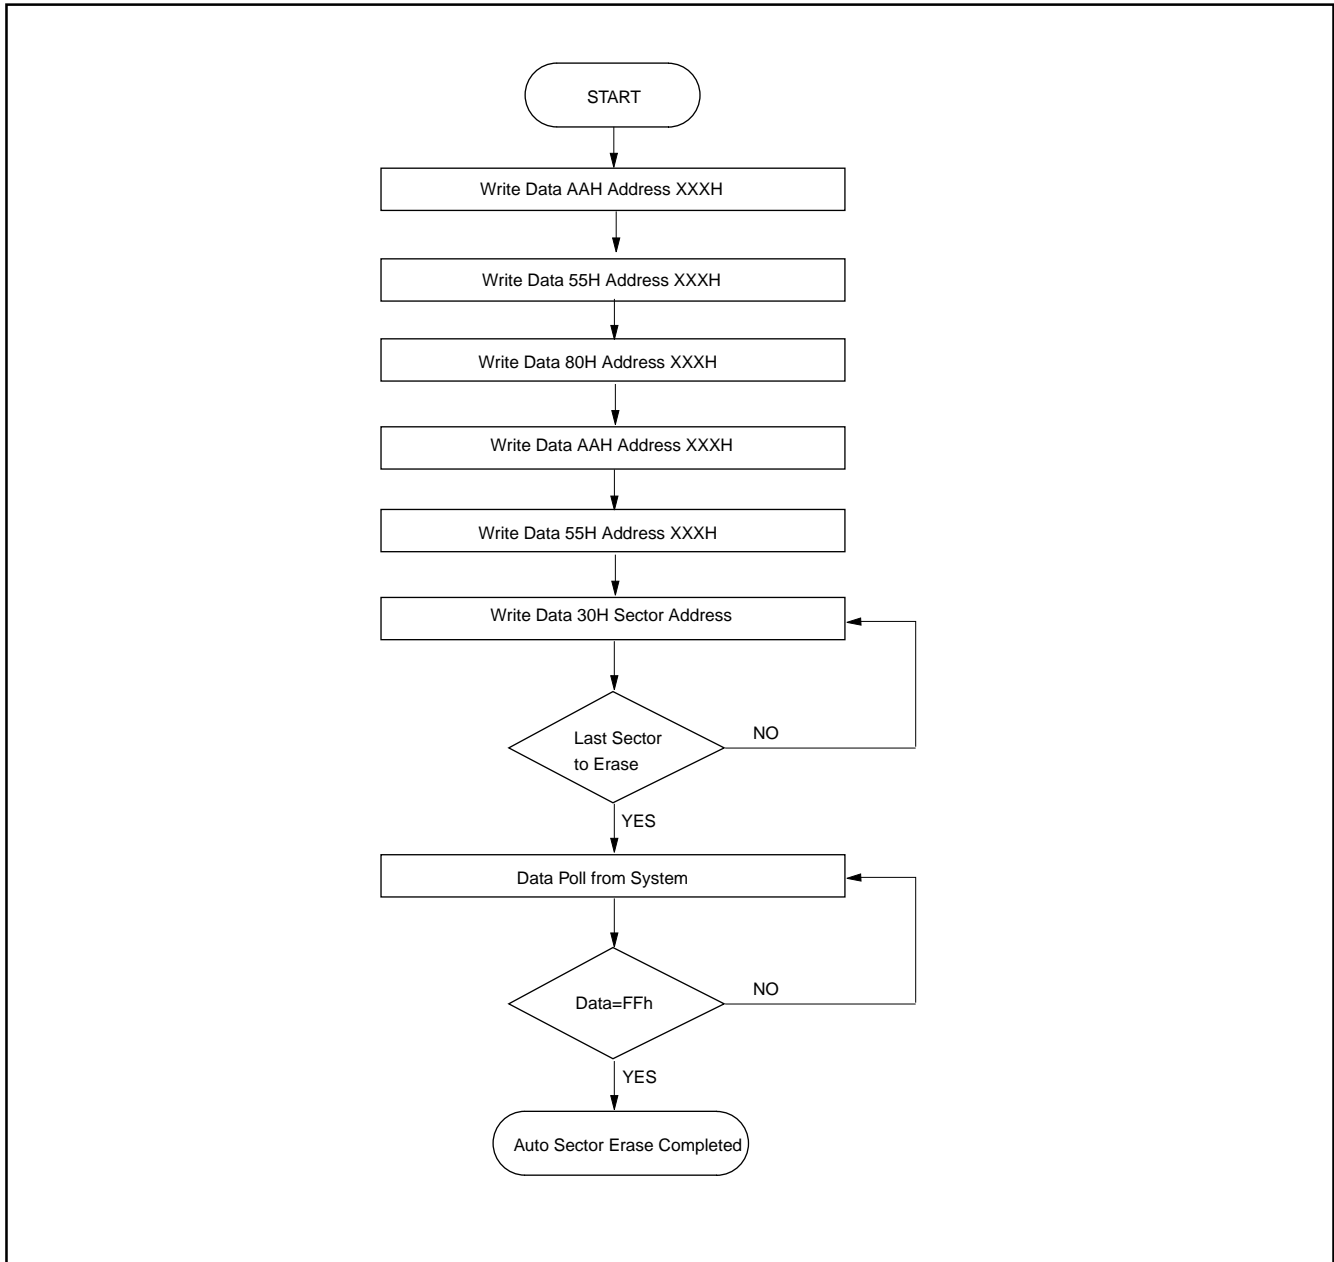 START
Write Data AAH Address XXXH
Write Data 55H Address XXXH
Write Data 80H Address XXXH
Write Data AAH Address XXXH
Write Data 55H Address XXXH
Write Data 30H Sector Address
Last Sector
to Erase
NO
YES
Data Poll from System
Data=FFh
NO
YES
Auto Sector Erase Completed